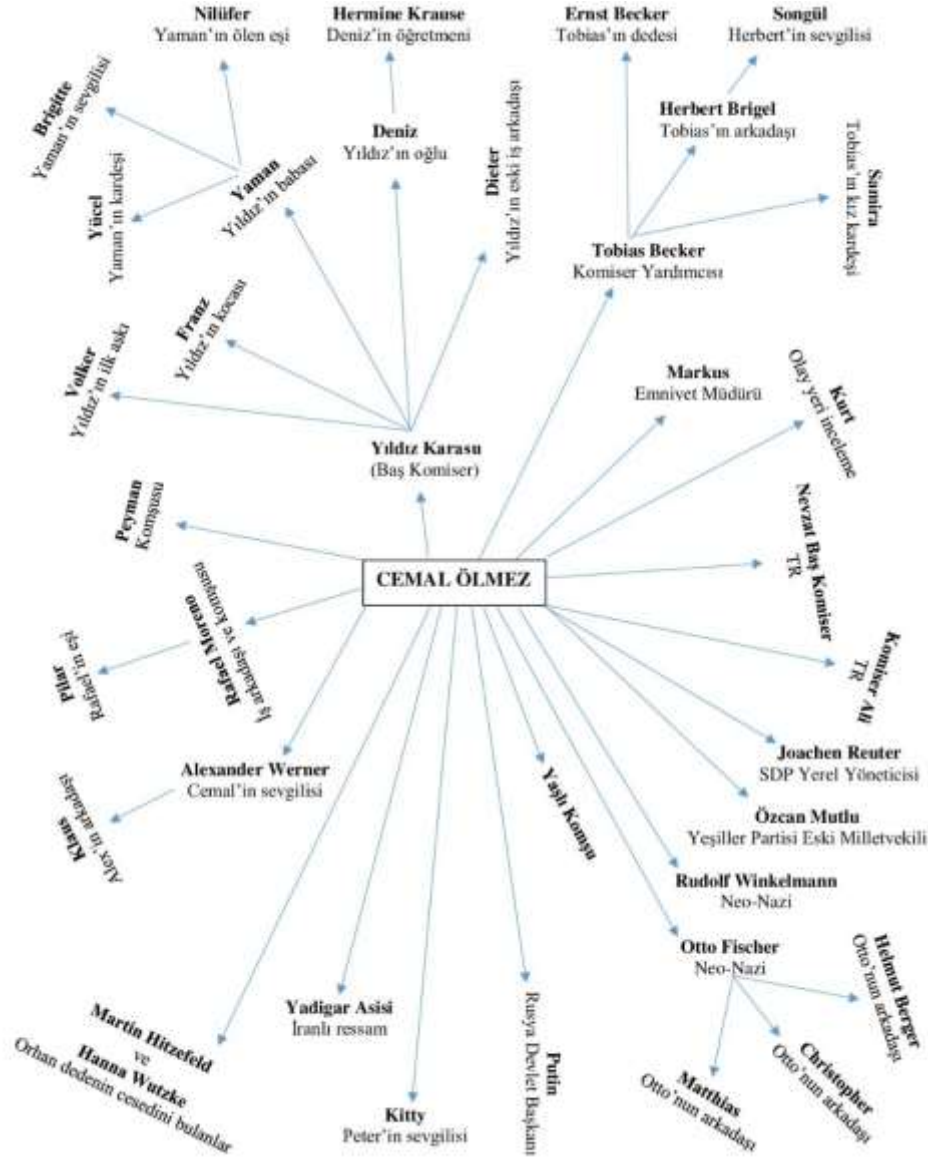 Nilüfer
Yaman’ın ölen eşi
Hermine Krause
Deniz’in öğretmeni
Ernst Becker
Tobias’ın dedesi
Songül
Herbert’in sevgilisi
Brigitte
Yaman’ın sevgilisi
Yücel
Yaman’ın kardeşi
Yaman
Yıldız’ın babası
Deniz
Yıldız’ın oğlu
Dieter
Yıldız’ın eski iş arkadaşı
Herbert Brigel
Tobias’ın arkadaşı
Samira
Tobias’ın kız kardeşi
Tobias Becker
Komiser Yardımcısı
Volker
Yıldız’ın ilk aşkı
Franz
Yıldız’ın kocası
Yıldız Karasu
(Baş Komiser)
Markus
Emniyet Müdürü
Kurt
Olay yeri inceleme
Peyman
Komşusu
CEMAL ÖLMEZ
Nevzat Baş Komiser
TR
Rafael Moreno
İş arkadaşı ve komşusu
Pilar
Rafael’in eşi
Komiser Ali
TR
Alexander Werner
Cemal’in sevgilisi
Klaus
Alex’in arkadaşı
Yaşlı Komşu
Joachen Reuter
SDP Yerel Yöneticisi
Özcan Mutlu
Yeşiller Partisi Eski Milletvekili
Rudolf Winkelmann
Neo-Nazi
Otto Fischer
Neo-Nazi
Helmut Berger
Otto’nun arkadaşı
Christopher
Otto’nun arkadaşı
Matthias
Otto’nun arkadaşı
Martin Hitzefeld
ve
Hanna Wutzke
Orhan dedenin cesedini bulanlar
Yadigar Asisi
İranlı ressam
Kitty
Peter’in sevgilisi
Putin
Rusya Devlet Başkanı